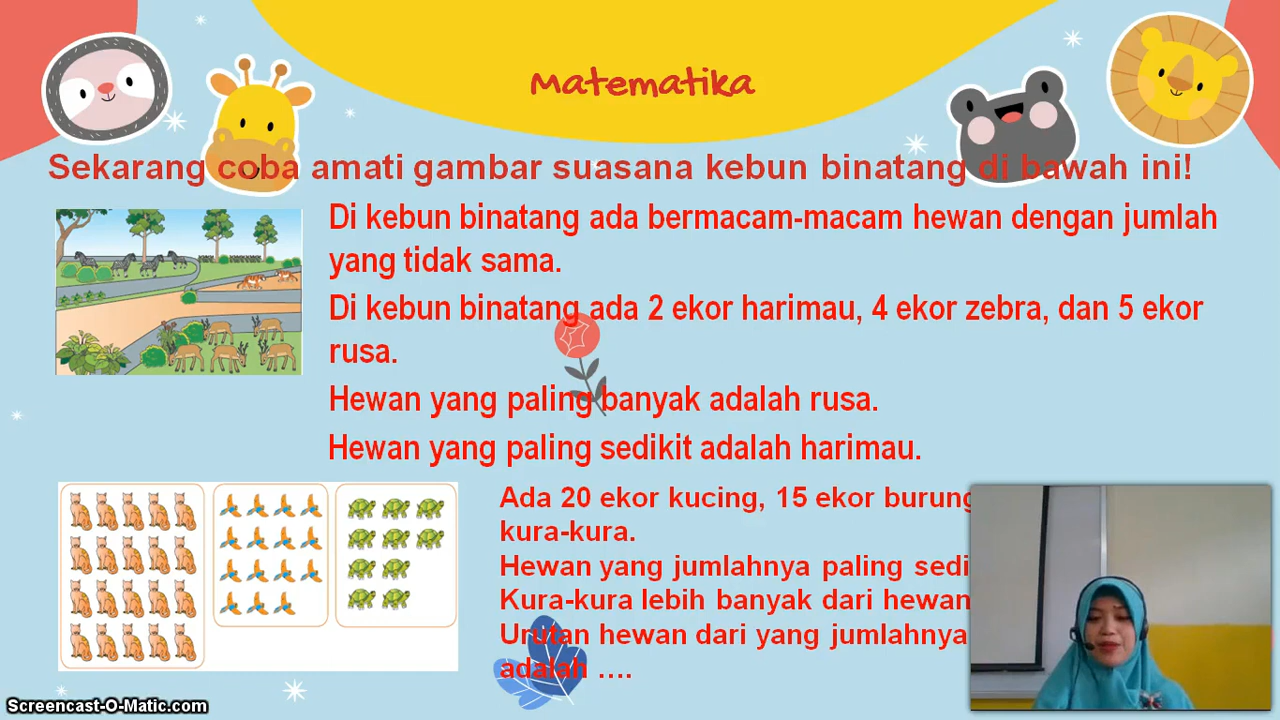 Matematika
Sekarang coba amati gambar suasana kebun binatang di bawah ini!
Di kebun binatang ada bermacam-macam hewan dengan jumlah
yang tidak sama.
Di kebun binatang ada 2 ekor harimau, 4 ekor zebra, dan 5 ekor
rusa.
Hewan yang paling banyak adalah rusa.
Hewan yang paling sedikit adalah harimau.
Ada 20 ekor kucing, 15 ekor burung
kura-kura.
Hewan yang jumlahnya paling sedi
Kura-kura lebih banyak dari hewan
Urutan hewan dari yang jumlahnya
adalah ....
Screencast-O-Matic.com